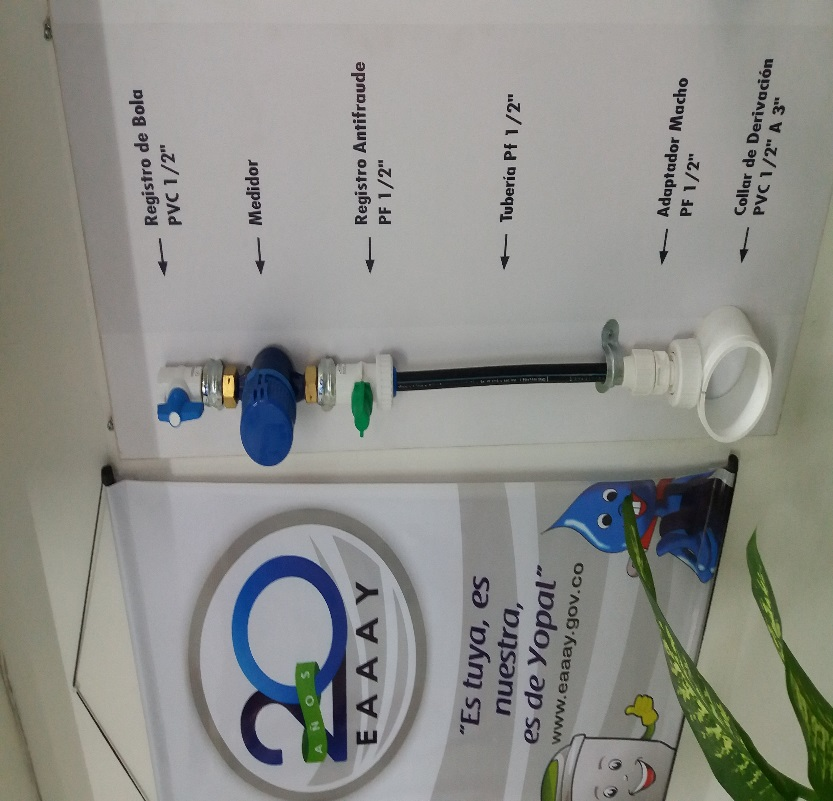 Registro de Bola
PVC 1/2"
Medidor
Registro Antifraude
PF 1/2"
Tubería Pf 1/2"
Adaptador Macho
PF 1/2"
Collar de Derivación
PVC 1/2" A 3"
20
AÑOS
EAAAY
"Es tuya, es
nuestra,
es de Yopal"
www.eaaay.gov.co